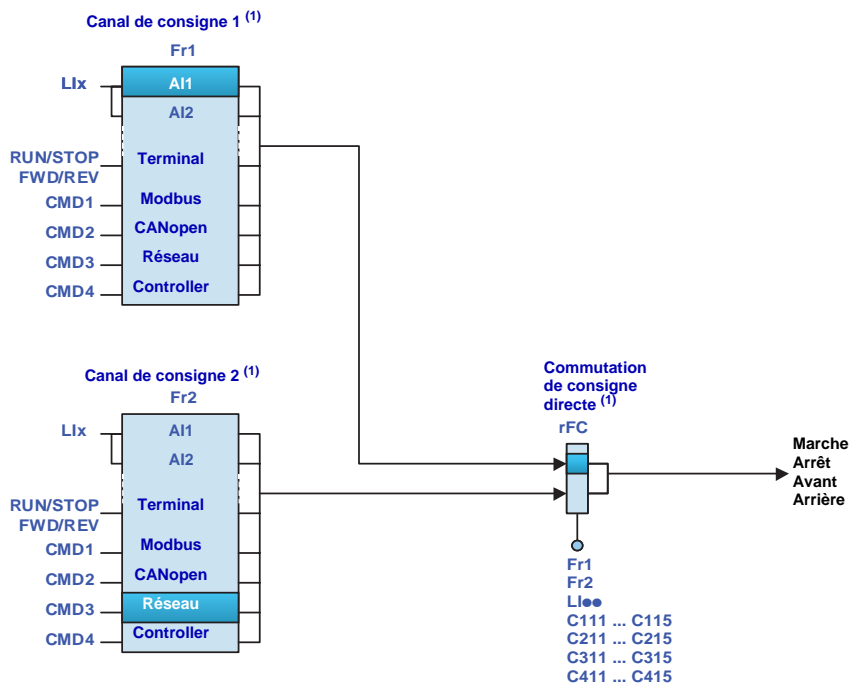 Canal de consigne 1 (1)
Fr1
LIx
AI1
AI2
RUN/STOP
FWD/REV
Terminal
CMD1
Modbus
CMD2
CANopen
CMD3
Réseau
CMD4
Controller
Canal de consigne 2 (1)
Fr2
LIx
AI1
AI2
RUN/STOP
FWD/REV
Terminal
CMD1
Modbus
CMD2
CANopen
CMD3
Réseau
CMD4
Controller
Commutation
de consigne
directe (1)
rFC
Marche
Arrêt
Avant
Arrière
Fr1
Fr2
LI●●
C111 ... C115
C211 ... C215
C311 ... C315
C411 ... C415